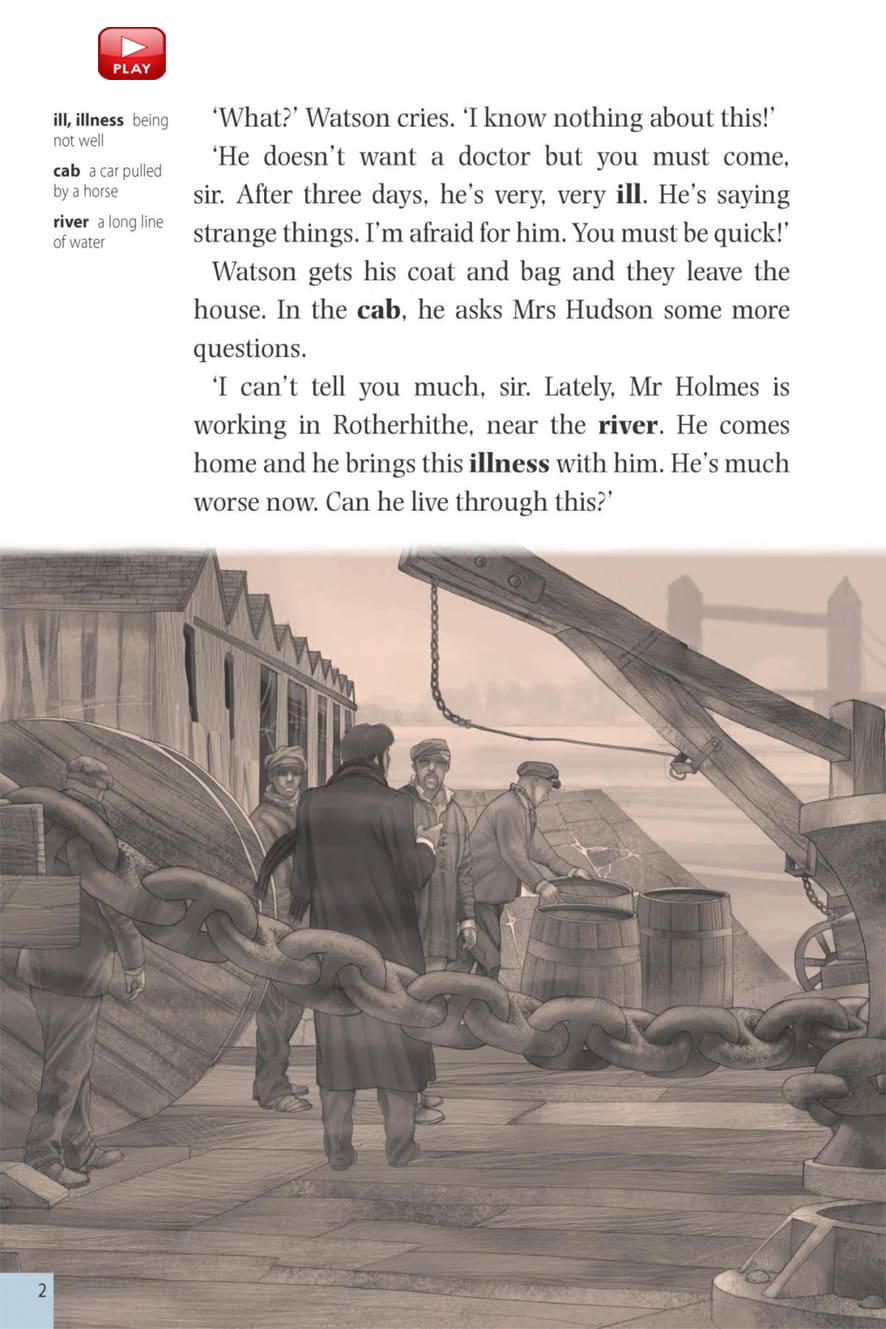 PLAY
ill, illness being
not well
cab a car pulled
by a horse
river a long line
of water
‘What?’ Watson cries. ‘I know nothing about this!’
‘He doesn’t want a doctor but you must come,
sir. After three days, he’s very, very ill. He’s saying
strange things. I’m afraid for him. You must be quick!’
Watson gets his coat and bag and they leave the
house. In the cab, he asks Mrs Hudson some more
questions.
‘I can’t tell you much, sir. Lately, Mr Holmes is
working in Rotherhithe, near the river. He comes
home and he brings this illness with him. He’s much
worse now. Can he live through this?’
2